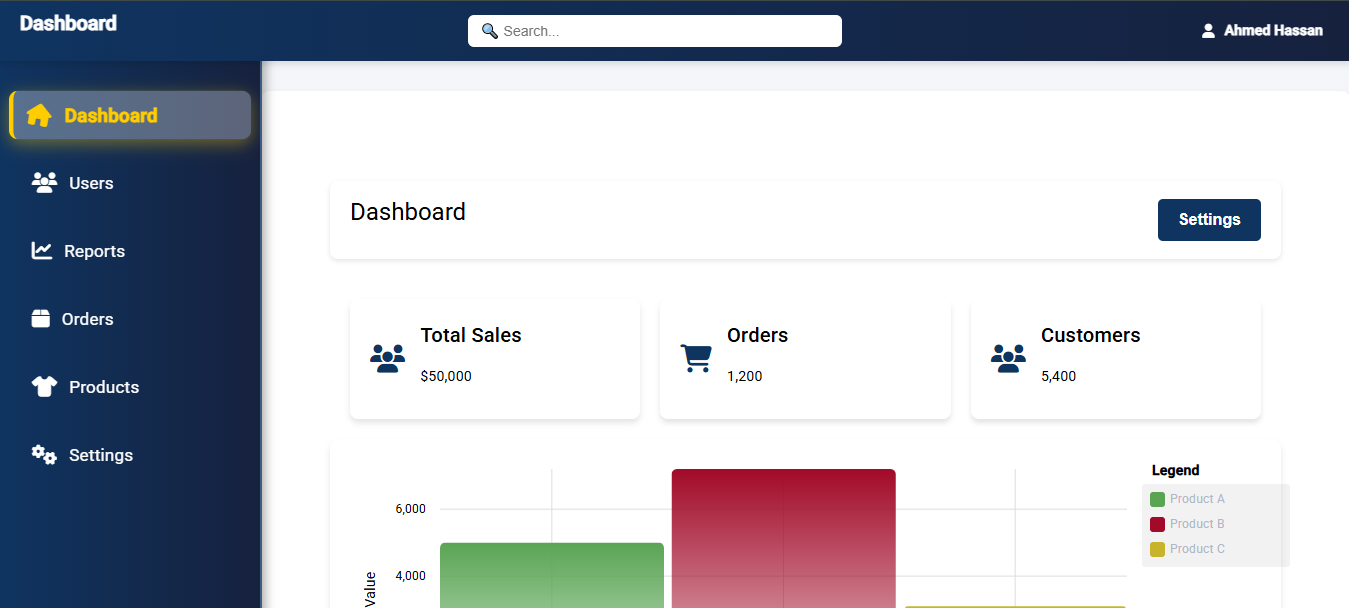 Dashboard
Search...
Ahmed Hassan
Dashboard
Users
Reports
Orders
Products
Settings
Dashboard
Settings
Total Sales
$50,000
Orders
1,200
Customers
5,400
Legend
Product A
Product B
Product C
6,000
4,000
Value